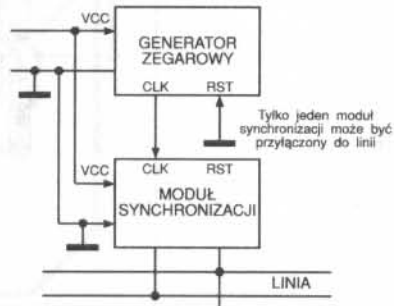 VCC
GENERATOR
ZEGAROWY
CLK RST
Tylko jeden moduł
synchronizacji może być
przyłączony do linii
CLK RST
VCC
MODUŁ
SYNCHRONIZACJI
LINIA